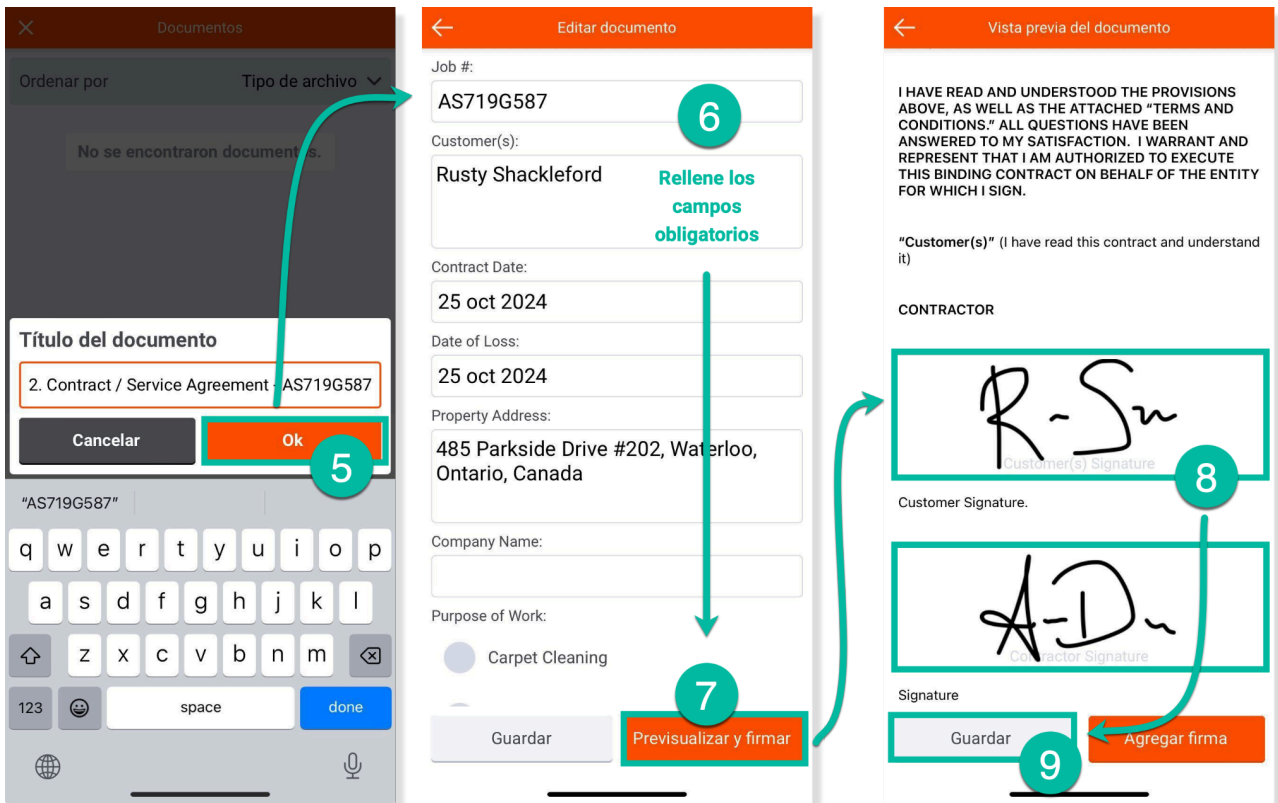 Documentos
Ordenar por
Tipo de archivo
No se encontraron documentos.
Título del documento
2. Contract / Service Agreement - AS719G587
Cancelar
Ok
5
"AS719G587"
q w e r t y u i o p
a s d f g h j k l
z x c v b n m
123
space
done
Editar documento
Job #:
AS719G587
6
Customer(s):
Rusty Shackleford
Rellene los
campos
obligatorios
Contract Date:
25 oct 2024
Date of Loss:
25 oct 2024
Property Address:
485 Parkside Drive #202, Waterloo,
Ontario, Canada
Company Name:
Purpose of Work:
Carpet Cleaning
7
Guardar
Previsualizar y firmar
Vista previa del documento
I HAVE READ AND UNDERSTOOD THE PROVISIONS
ABOVE, AS WELL AS THE ATTACHED “TERMS AND
CONDITIONS.” ALL QUESTIONS HAVE BEEN
ANSWERED TO MY SATISFACTION. I WARRANT AND
REPRESENT THAT I AM AUTHORIZED TO EXECUTE
THIS BINDING CONTRACT ON BEHALF OF THE ENTITY
FOR WHICH I SIGN.
“Customer(s)” (I have read this contract and understand
it)
CONTRACTOR
Customer(s) Signature
8
Customer Signature.
Contractor Signature
Signature
Guardar
9
Agregar firma